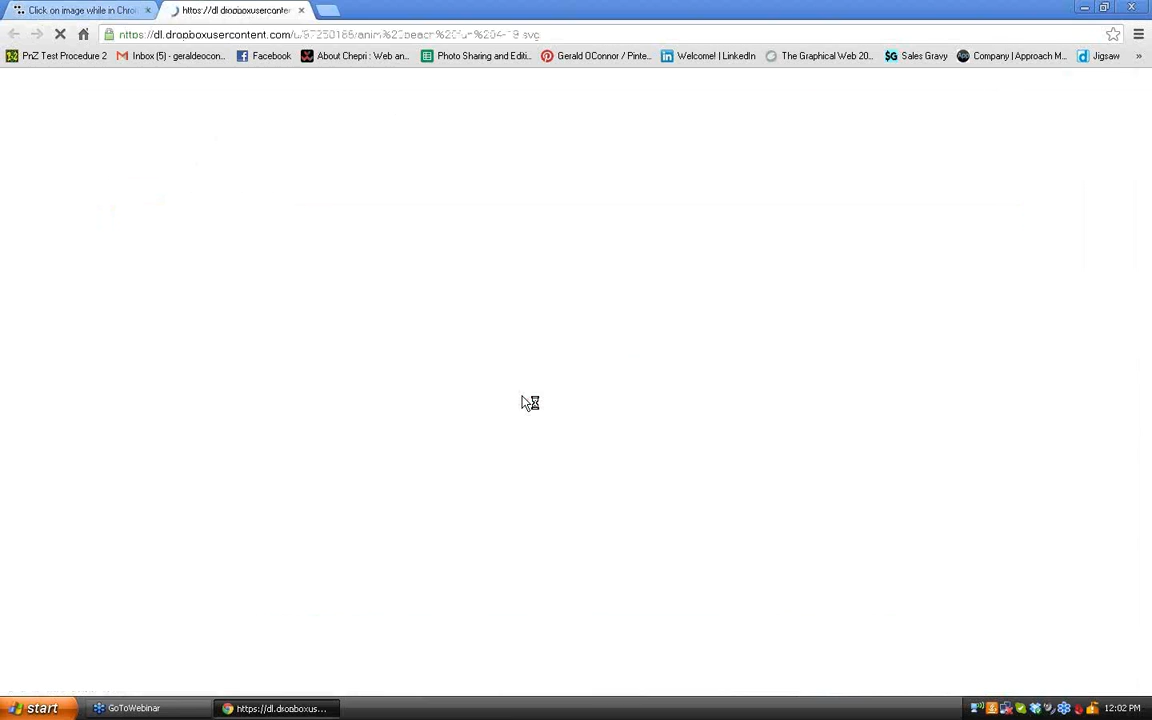 Click on image while in Chro
https://dl.dropboxusercontent
https://dl.dropboxusercontent.com/u/
PnZ Test Procedure 2
Inbox (5) - geraldeocon...
Facebook
About Chepri : Web an...
Photo Sharing and Editi...
Gerald OConnor / Pinte...
Welcome! | LinkedIn
The Graphical Web 20...
$G Sales Gravy
Company | Approach M...
Jigsaw
»
start
GoToWebinar
https://dl.dropboxus...
12:02 PM